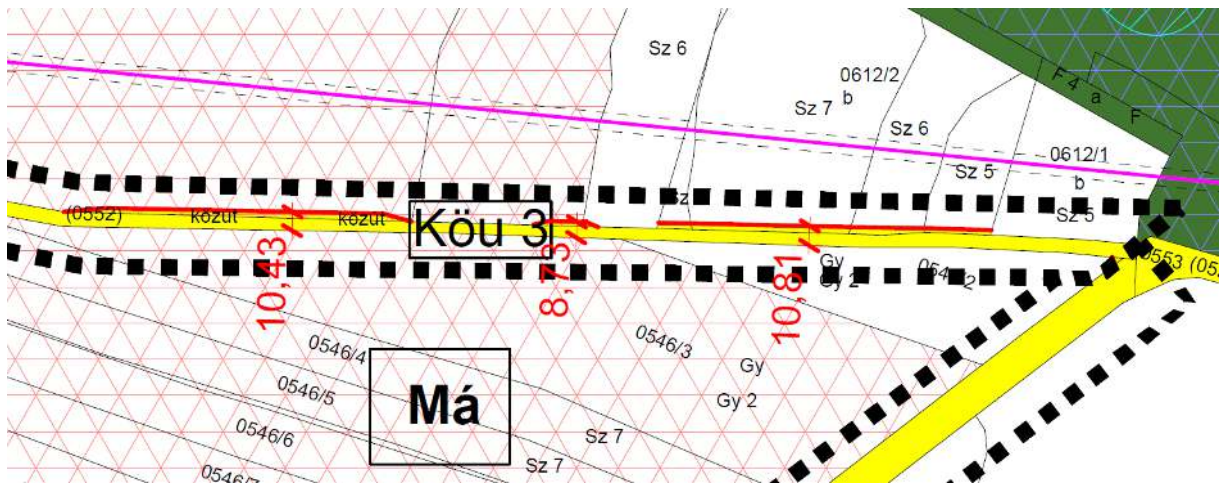 Sz 6
0612/2
b
Sz 7
Sz 6
F 4
a
F
0612/1
b
Sz 5
Sz 5
Sz
(0552)
közút
közút
Köu 3
10,43
8,73
10,81
Gy
Gy 2
0553
0546/4
0546/3
Gy
Gy 2
0546/5
Má
0546/6
Sz 7
Sz 7